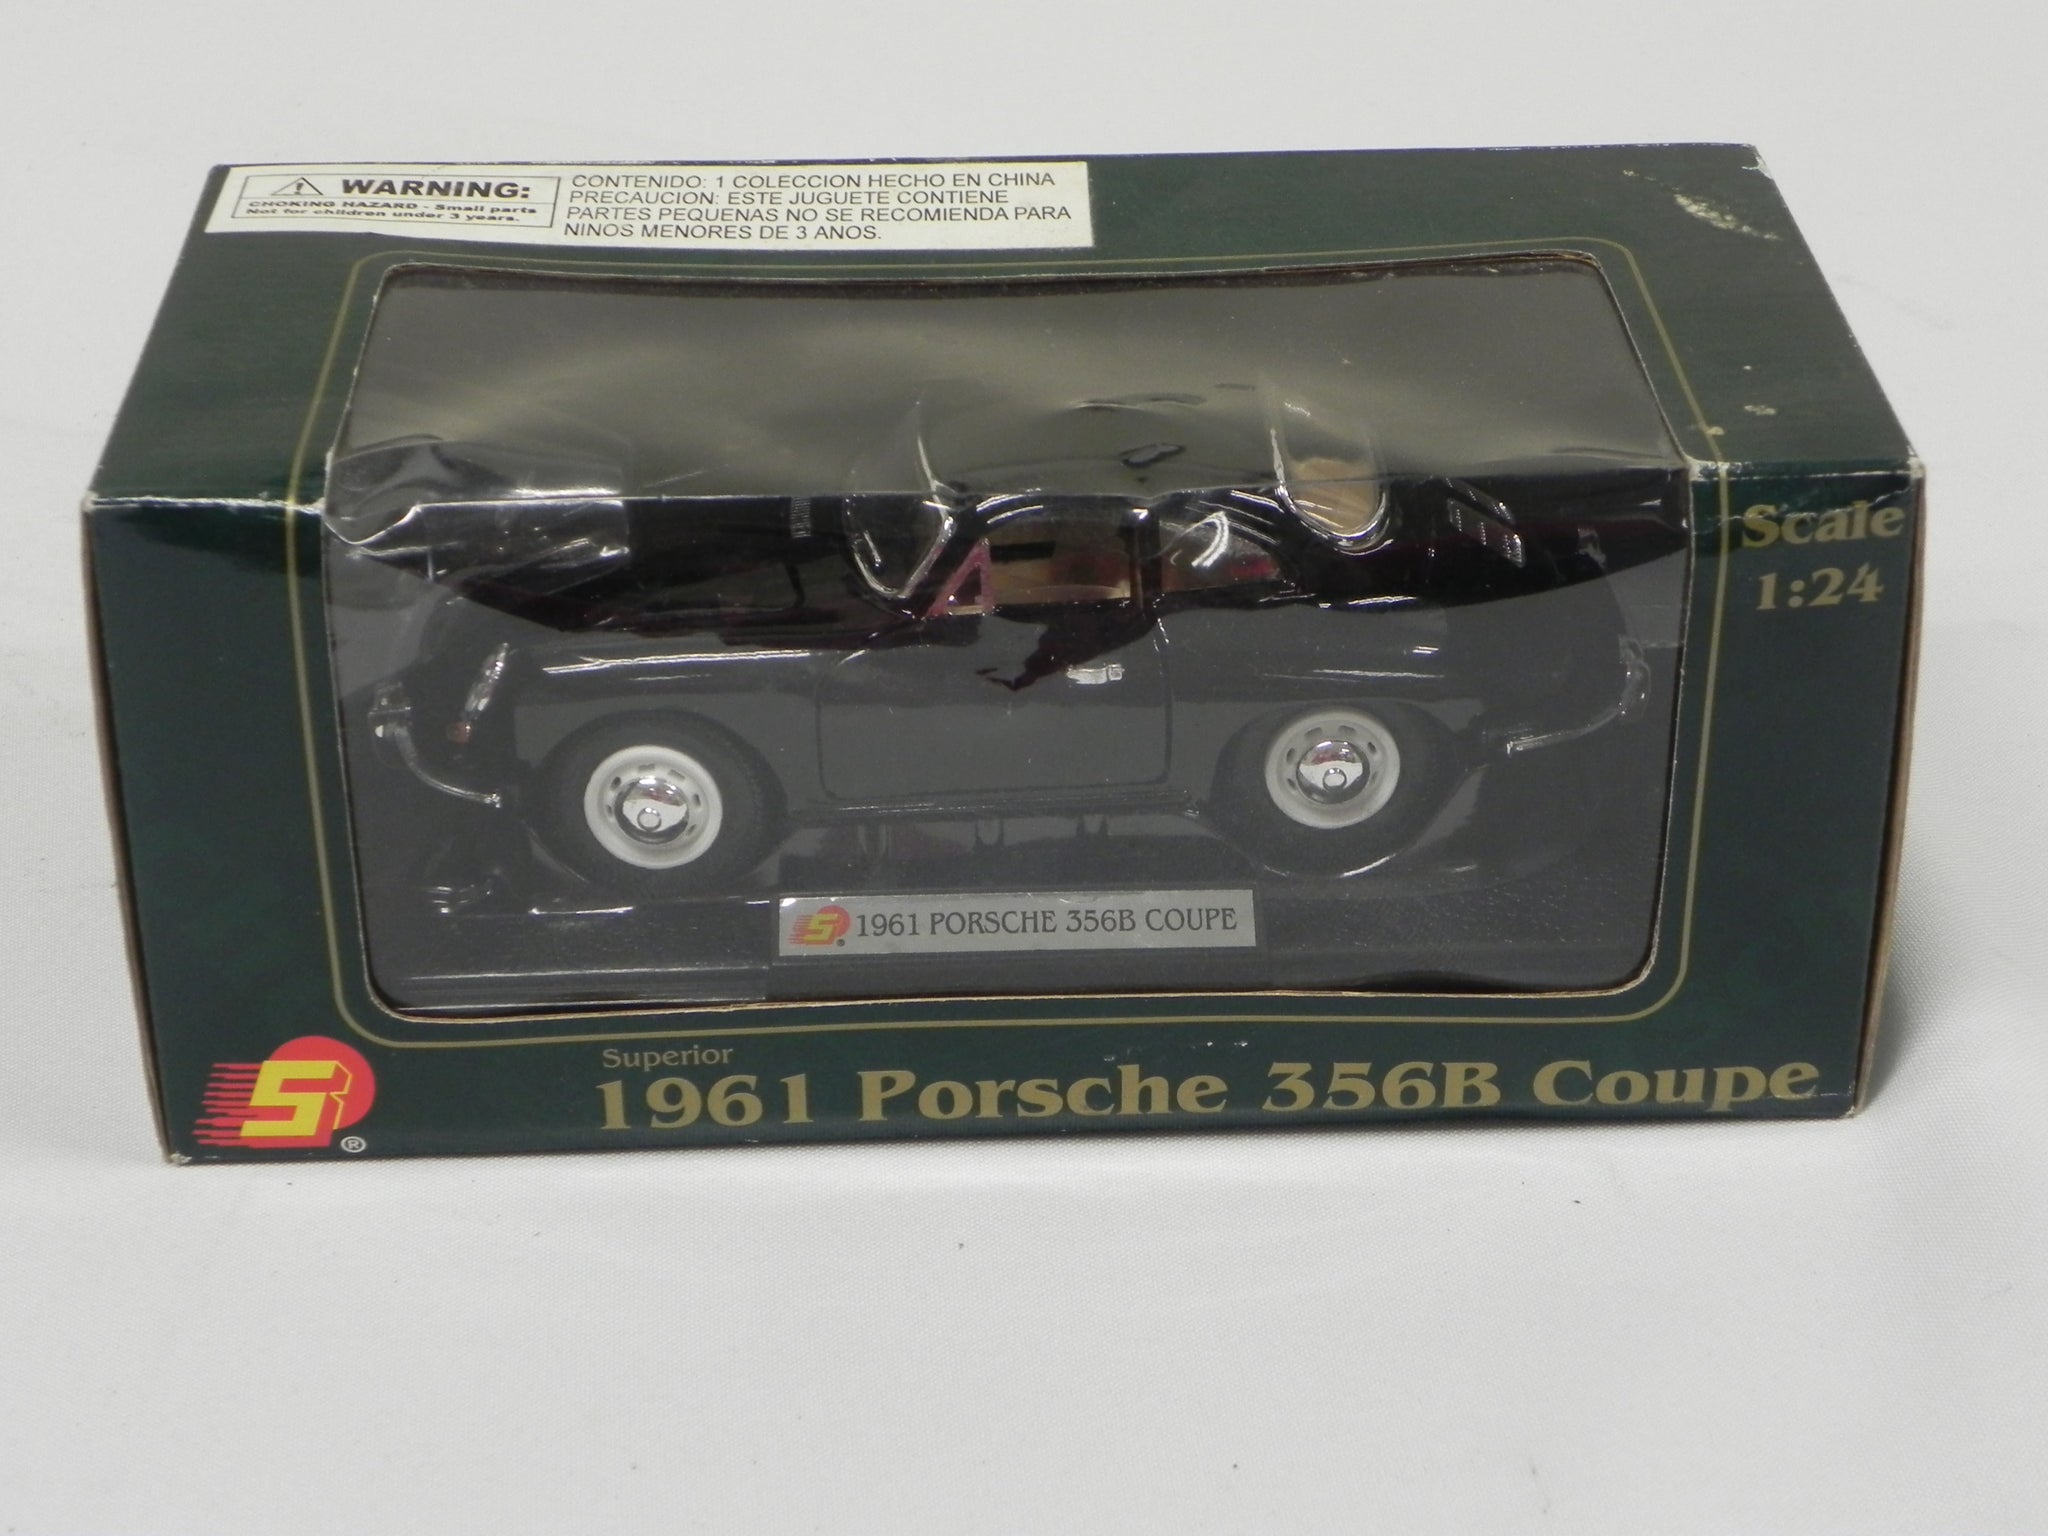 WARNING:
CHOKING HAZARD - Small parts
Not for children under 3 years.
CONTENIDO: 1 COLECCION HECHO EN CHINA
PRECAUCION: ESTE JUGUETE CONTIENE
PARTES PEQUENAS NO SE RECOMIENDA PARA
NINOS MENORES DE 3 ANOS.
Scale
1:24
S® 1961 PORSCHE 356B COUPE
S®
Superior
1961 Porsche 356B Coupe